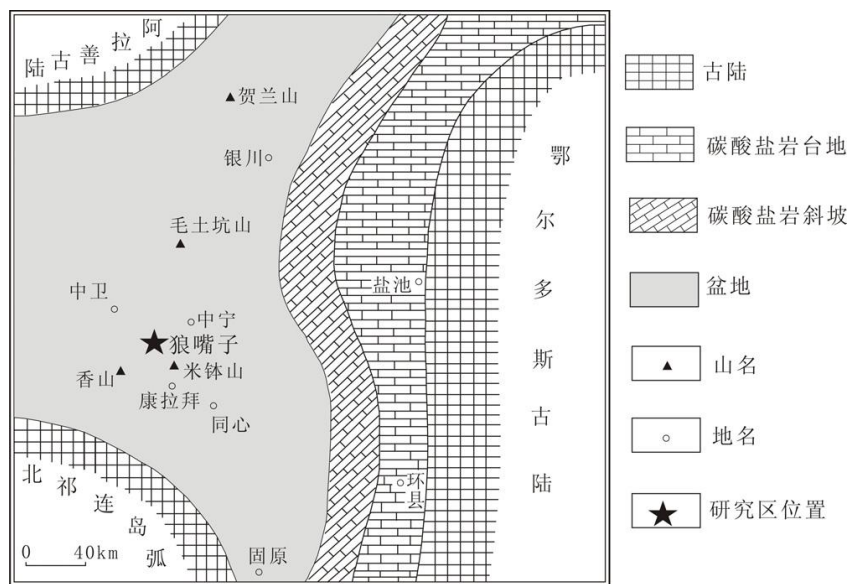 阿拉善古陆
贺兰山
银川
毛土坑山
中卫
中宁
狼嘴子
香山
米钵山
康拉拜
同心
盐池
环县
固原
鄂尔多斯古陆
北祁连岛弧
0 40km
古陆
碳酸盐岩台地
碳酸盐岩斜坡
盆地
山名
地名
研究区位置